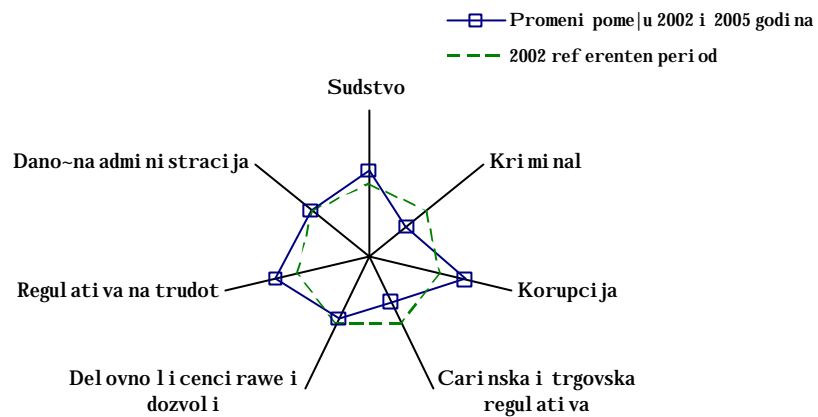 Promeni pome|u 2002 i 2005 godina
2002 referenten period
Sudstvo
Dano~na administracija
Kriminal
Regulativa na trudot
Korupcija
Delovno licencirawe i
dozvoli
Carinska i trgovska
regulativa